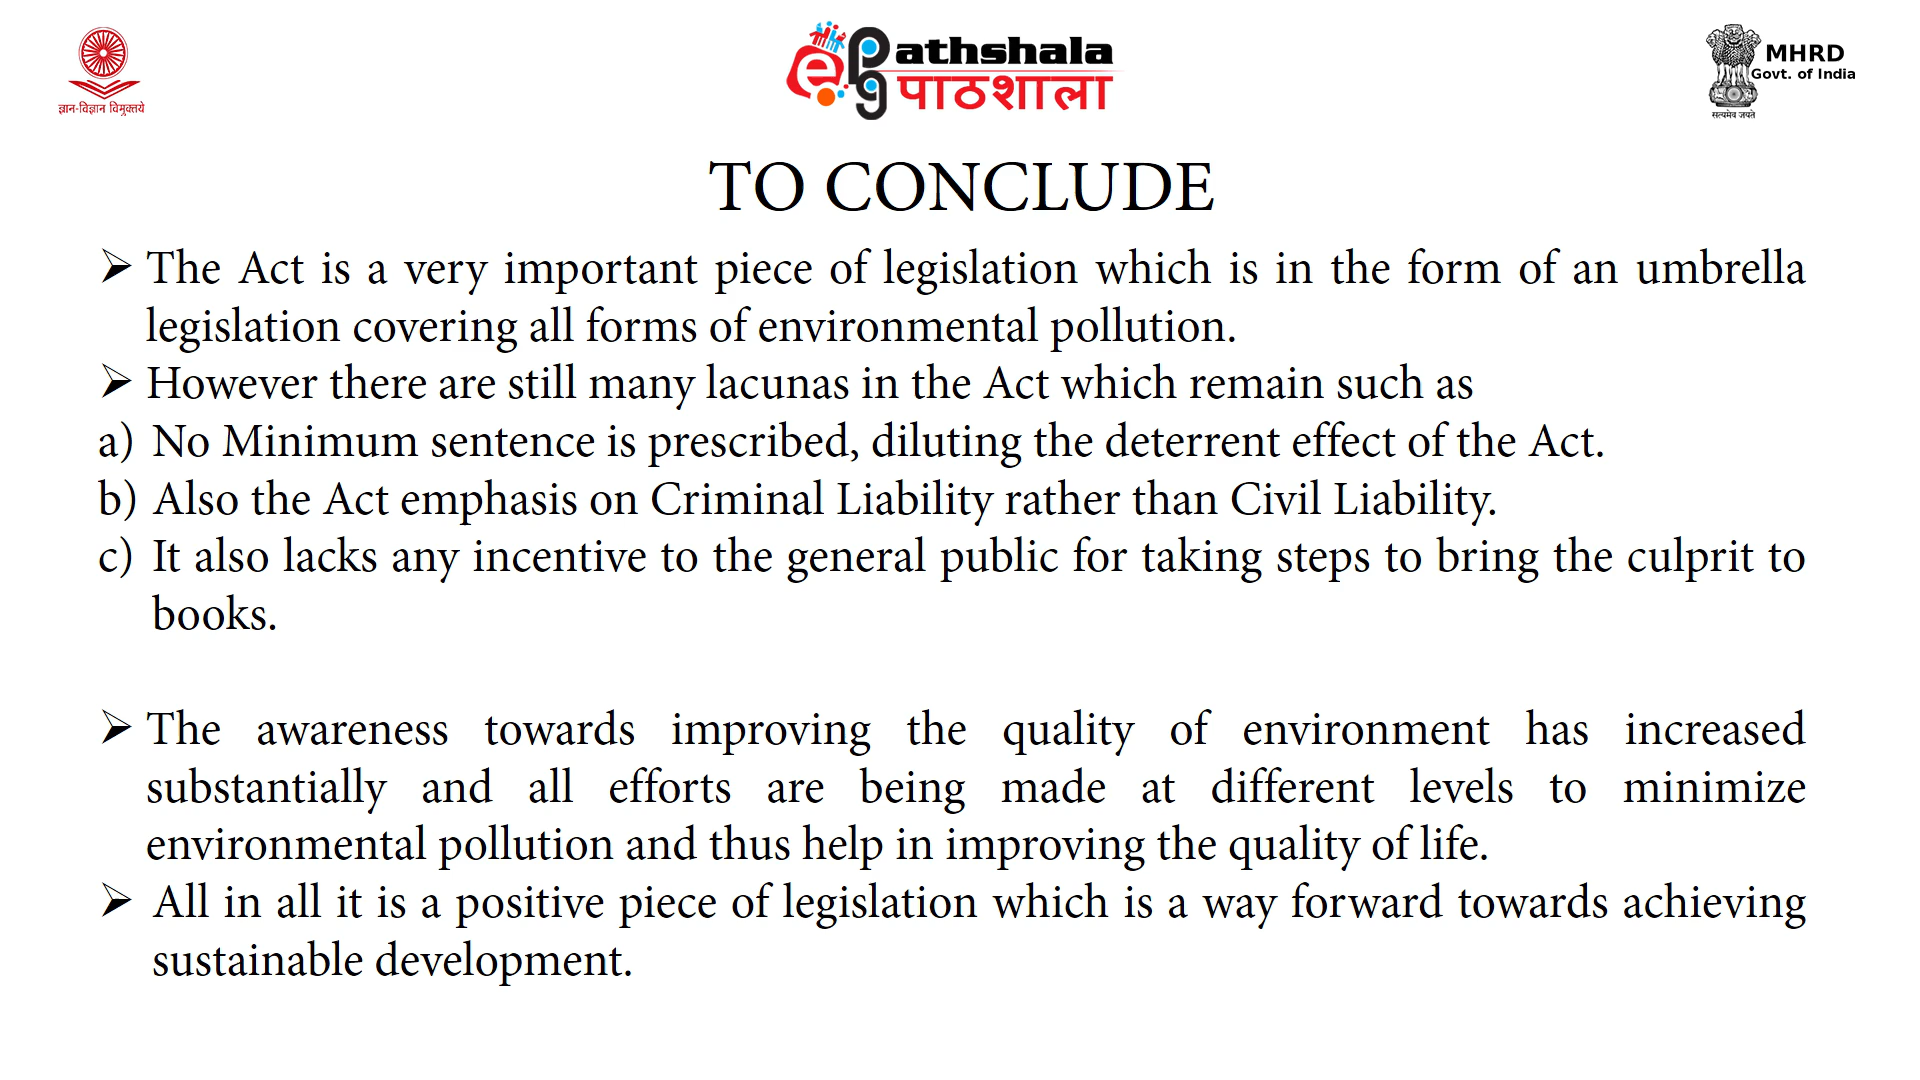 ज्ञान-विज्ञान विमुक्तये
e Pg athshala
पाठशाला
MHRD
Govt. of India
सत्यमेव जयते
TO CONCLUDE
➢ The Act is a very important piece of legislation which is in the form of an umbrella
legislation covering all forms of environmental pollution.
➢ However there are still many lacunas in the Act which remain such as
a) No Minimum sentence is prescribed, diluting the deterrent effect of the Act.
b) Also the Act emphasis on Criminal Liability rather than Civil Liability.
c) It also lacks any incentive to the general public for taking steps to bring the culprit to
books.
➢ The awareness towards improving the quality of environment has increased
substantially and all efforts are being made at different levels to minimize
environmental pollution and thus help in improving the quality of life.
➢ All in all it is a positive piece of legislation which is a way forward towards achieving
sustainable development.